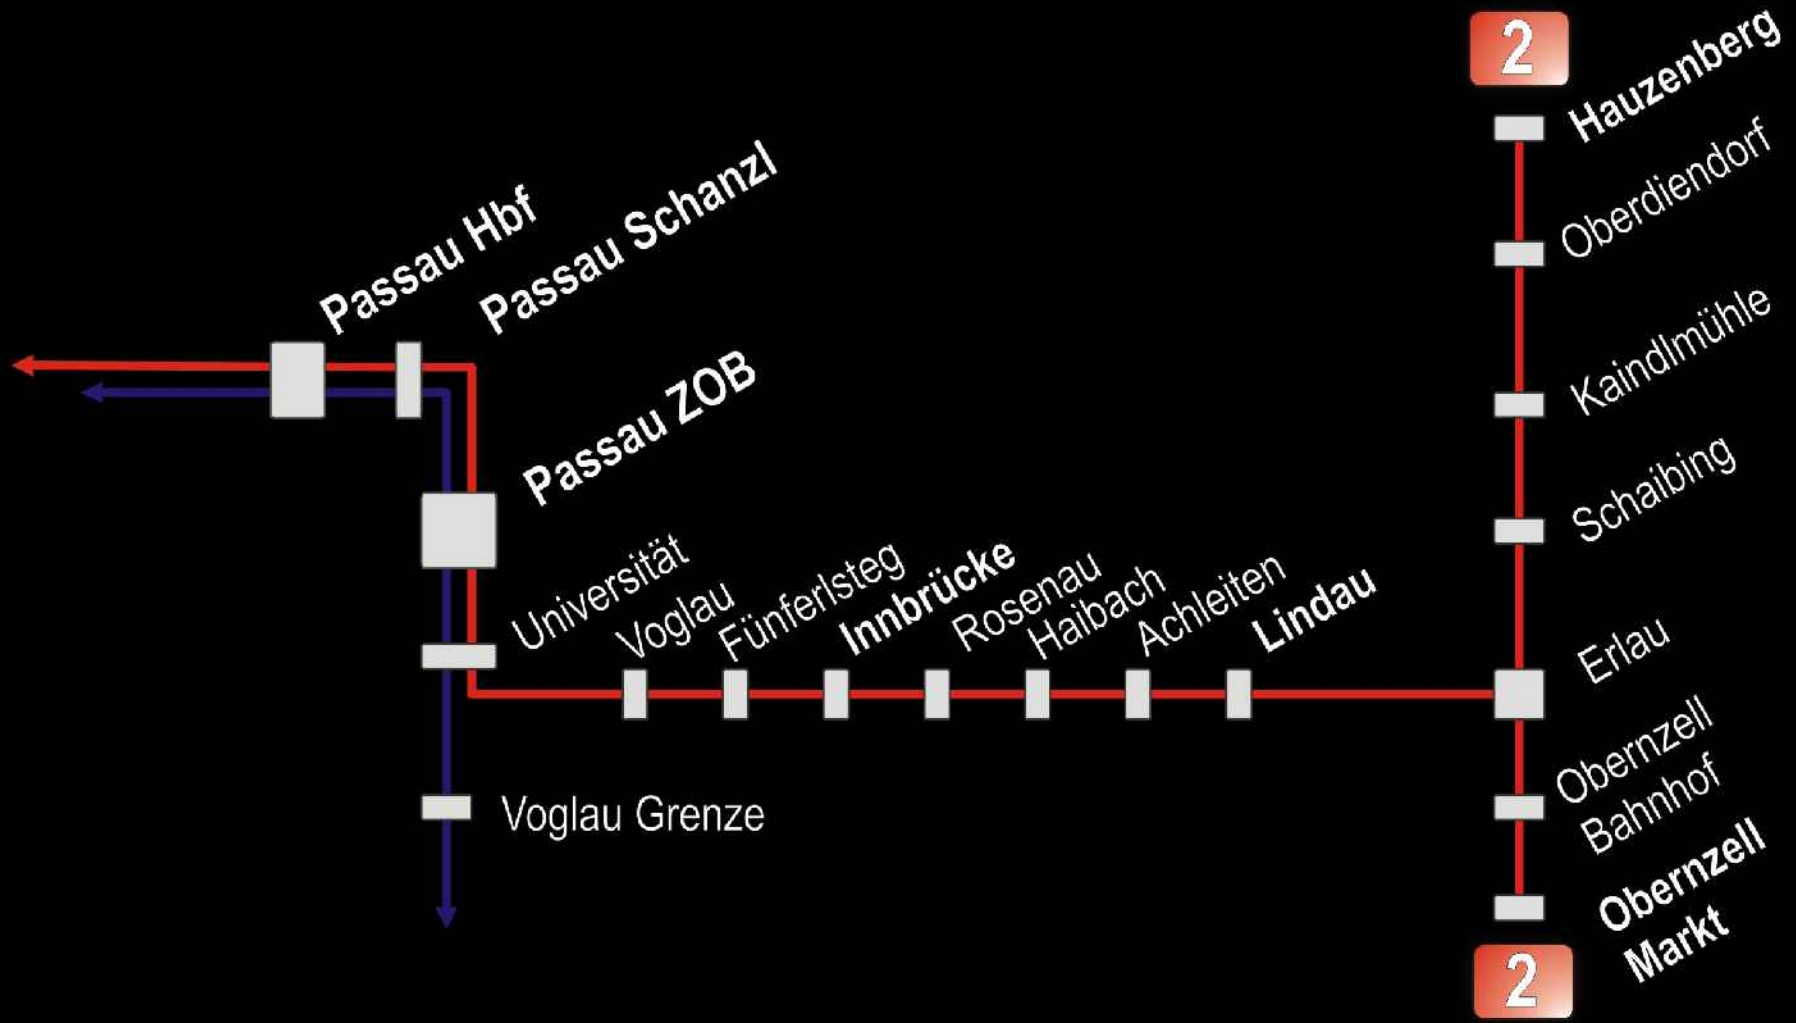 2
Hauzenberg
Oberdiendorf
Kaindlmühle
Schaibing
Erlau
Obernzell
Bahnhof
Obernzell
Markt
2
Passau Hbf
Passau Schanzl
Passau ZOB
Universität
Voglau
Fünferlsteg
Innbrücke
Rosenau
Haibach
Achleiten
Lindau
Voglau Grenze